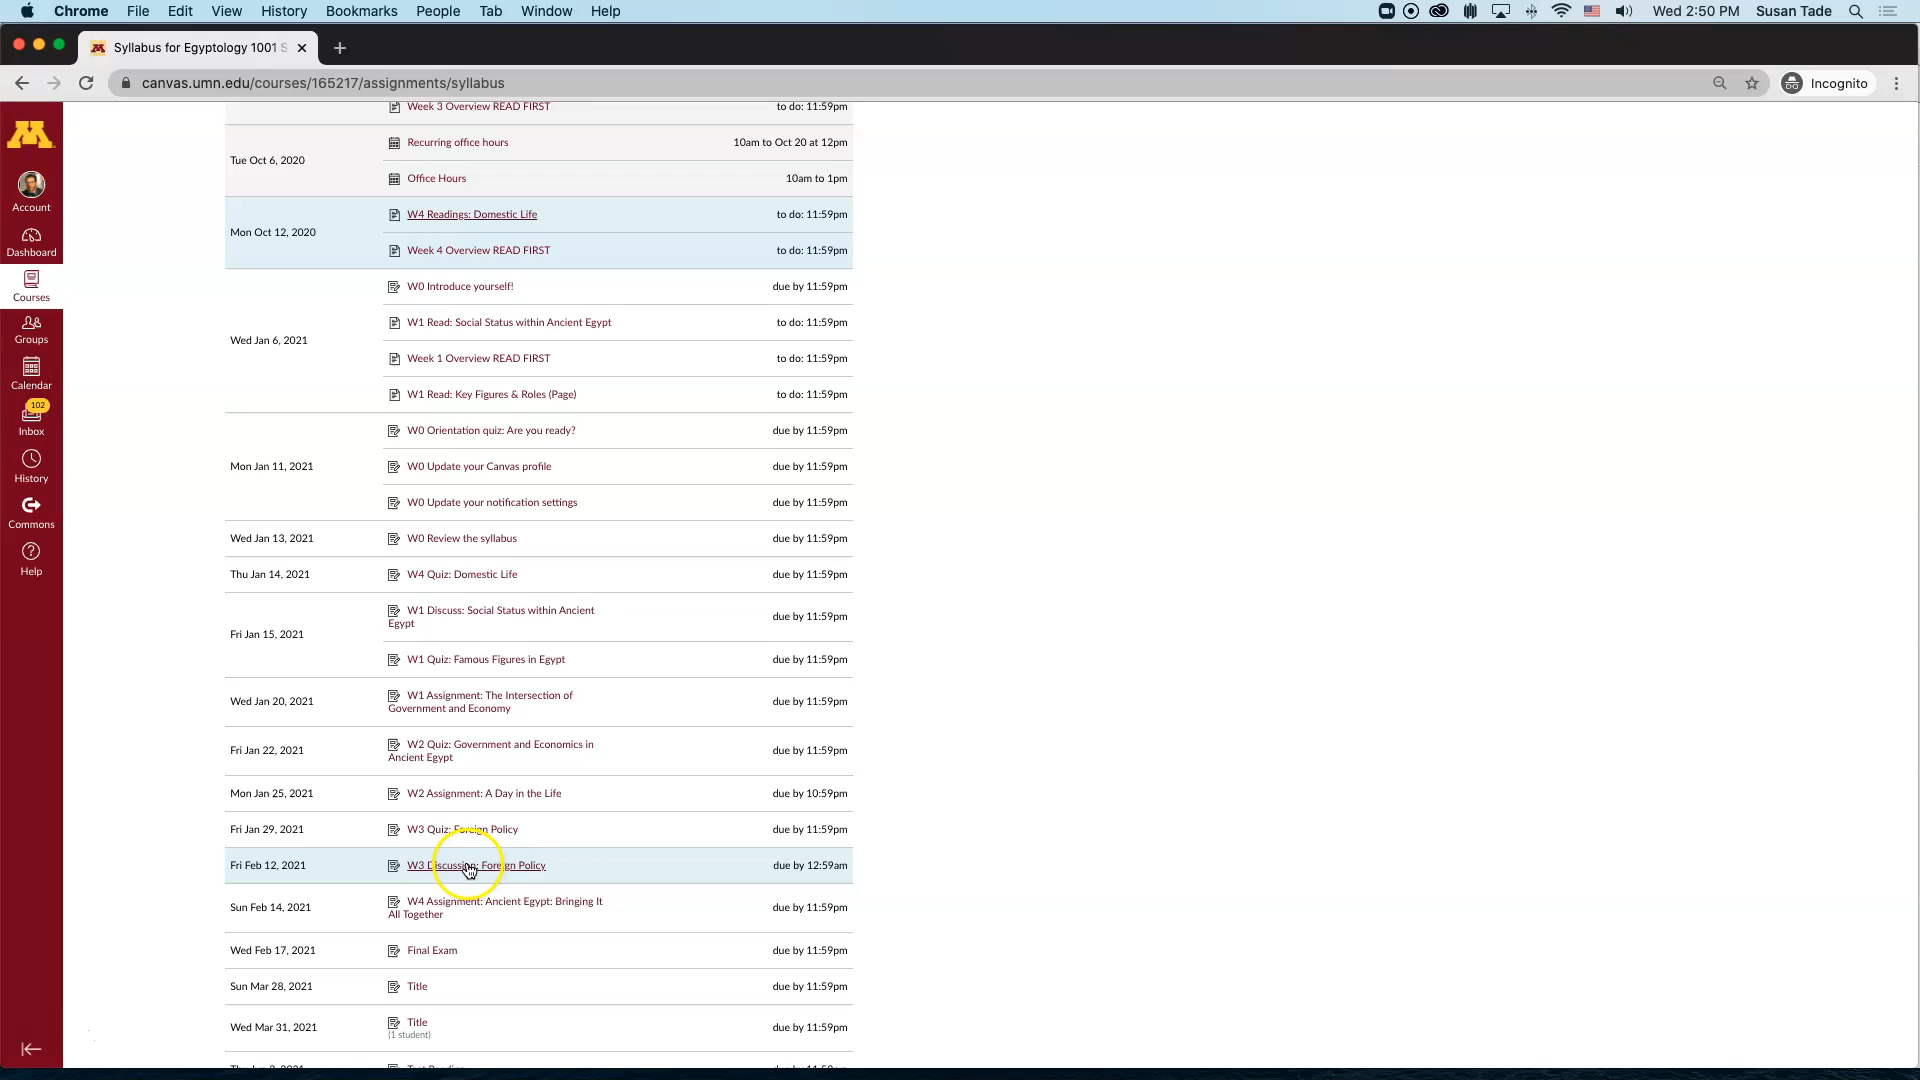 Chrome File Edit View History Bookmarks People Tab Window Help Wed 2:50 PM Susan Tade
Syllabus for Egyptology 1001 S
canvas.umn.edu/courses/165217/assignments/syllabus Incognito
M
Account
Dashboard
Courses
Groups
Calendar
102
Inbox
History
Commons
Help
Week 3 Overview READ FIRST to do: 11:59pm
Tue Oct 6, 2020
Recurring office hours 10am to Oct 20 at 12pm
Office Hours 10am to 1pm
Mon Oct 12, 2020
W4 Readings: Domestic Life to do: 11:59pm
Week 4 Overview READ FIRST to do: 11:59pm
Wed Jan 6, 2021
W0 Introduce yourself! due by 11:59pm
W1 Read: Social Status within Ancient Egypt to do: 11:59pm
Week 1 Overview READ FIRST to do: 11:59pm
W1 Read: Key Figures & Roles (Page) to do: 11:59pm
Mon Jan 11, 2021
W0 Orientation quiz: Are you ready? due by 11:59pm
W0 Update your Canvas profile due by 11:59pm
W0 Update your notification settings due by 11:59pm
Wed Jan 13, 2021 W0 Review the syllabus due by 11:59pm
Thu Jan 14, 2021 W4 Quiz: Domestic Life due by 11:59pm
Fri Jan 15, 2021
W1 Discuss: Social Status within Ancient
Egypt due by 11:59pm
W1 Quiz: Famous Figures in Egypt due by 11:59pm
Wed Jan 20, 2021 W1 Assignment: The Intersection of
Government and Economy due by 11:59pm
Fri Jan 22, 2021 W2 Quiz: Government and Economics in
Ancient Egypt due by 11:59pm
Mon Jan 25, 2021 W2 Assignment: A Day in the Life due by 10:59pm
Fri Jan 29, 2021 W3 Quiz: Foreign Policy due by 11:59pm
Fri Feb 12, 2021 W3 Discussion: Foreign Policy due by 12:59am
Sun Feb 14, 2021 W4 Assignment: Ancient Egypt: Bringing It
All Together due by 11:59pm
Wed Feb 17, 2021 Final Exam due by 11:59pm
Sun Mar 28, 2021 Title due by 11:59pm
Wed Mar 31, 2021 Title due by 11:59pm
(1 student)